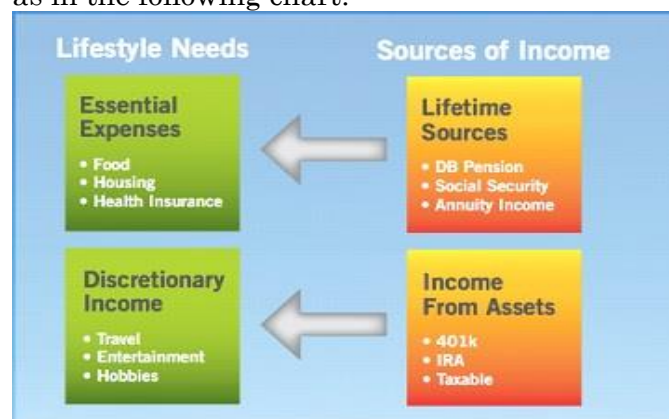 as in the following chart:
Lifestyle Needs
Sources of Income
Essential
Expenses
• Food
• Housing
• Health Insurance
Lifetime
Sources
• DB Pension
• Social Security
• Annuity Income
Discretionary
Income
• Travel
• Entertainment
• Hobbies
Income
From Assets
• 401k
• IRA
• Taxable